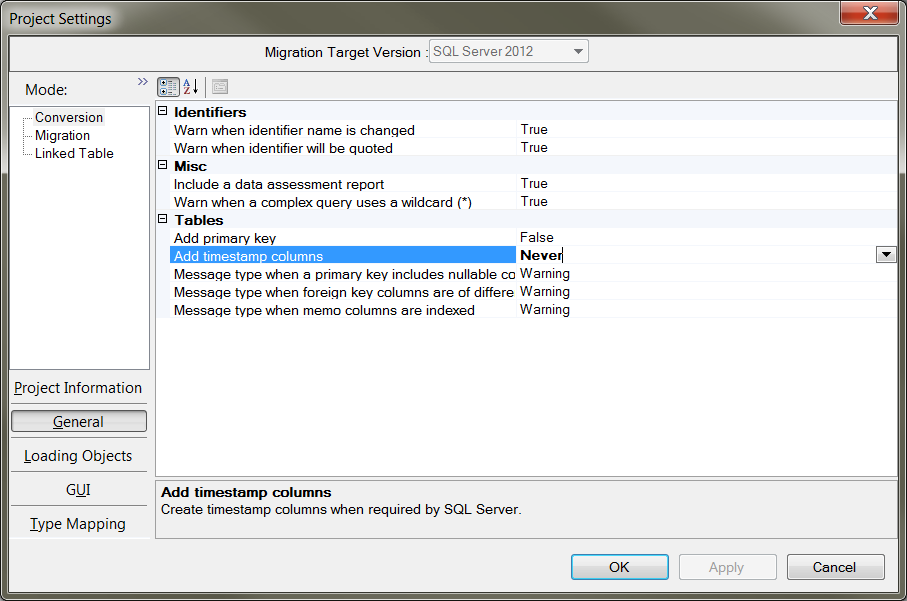 Project Settings
Migration Target Version : SQL Server 2012
Mode: »
Conversion
Migration
Linked Table
Identifiers
Warn when identifier name is changed True
Warn when identifier will be quoted True
Misc
Include a data assessment report True
Warn when a complex query uses a wildcard (*) True
Tables
Add primary key False
Add timestamp columns Never
Message type when a primary key includes nullable co Warning
Message type when foreign key columns are of differe Warning
Message type when memo columns are indexed Warning
Project Information
General
Loading Objects
GUI
Type Mapping
Add timestamp columns
Create timestamp columns when required by SQL Server.
OK Apply Cancel